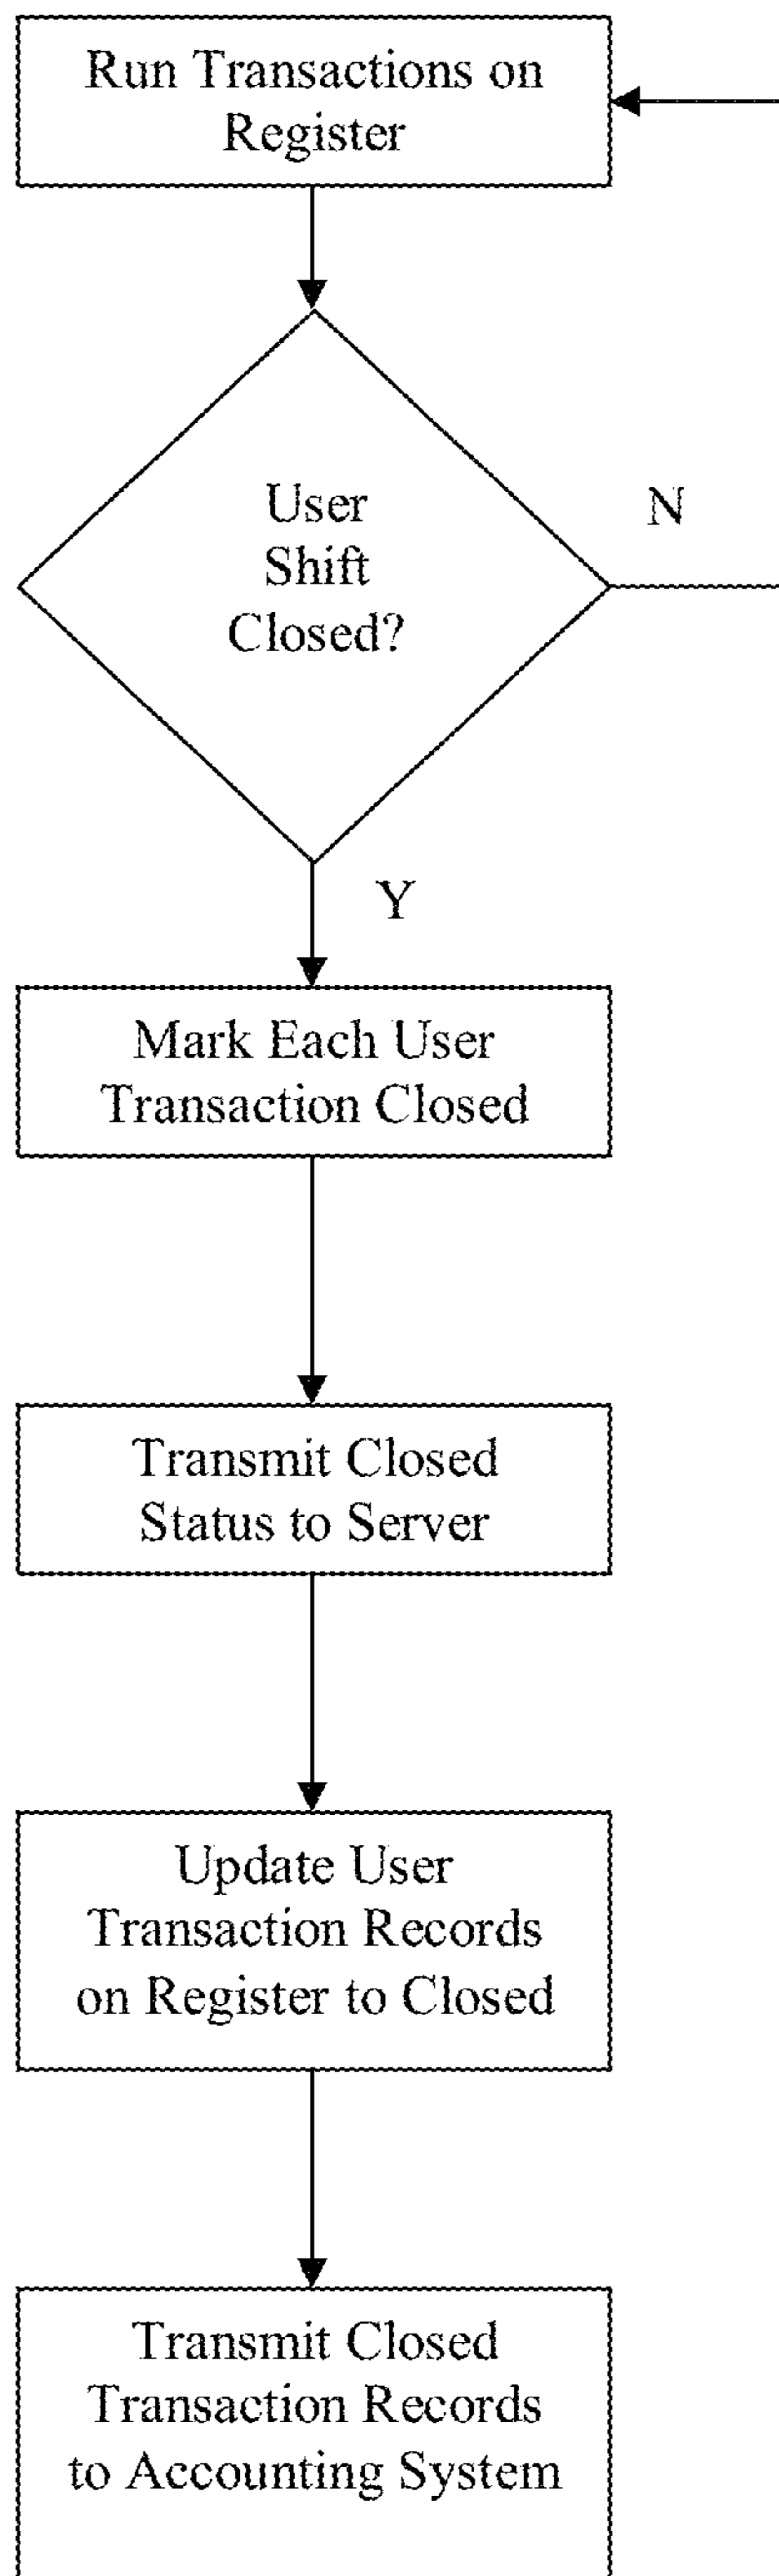 Run Transactions on
Register
User
Shift
Closed?
N
Y
Mark Each User
Transaction Closed
Transmit Closed
Status to Server
Update User
Transaction Records
on Register to Closed
Transmit Closed
Transaction Records
to Accounting System